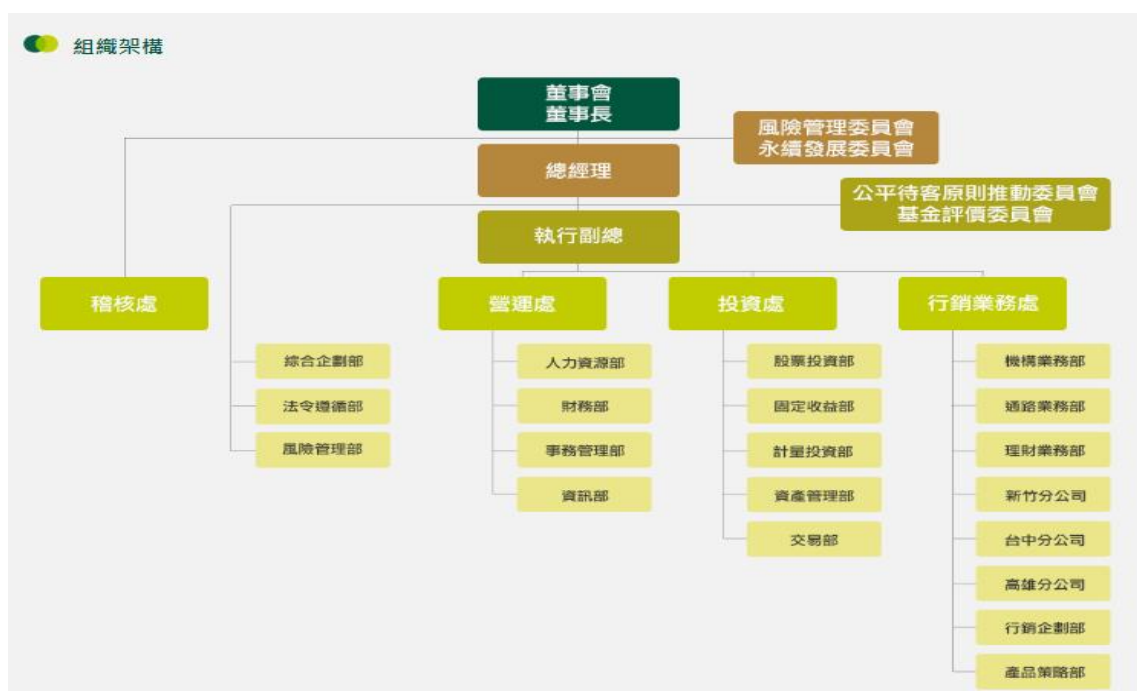 組織架構
董事會
董事長
風險管理委員會
永續發展委員會
總經理
公平待客原則推動委員會
基金評價委員會
執行副總
稽核處
營運處
投資處
行銷業務處
綜合企劃部
法令遵循部
風險管理部
人力資源部
財務部
事務管理部
資訊部
股票投資部
固定收益部
計量投資部
資產管理部
交易部
機構業務部
通路業務部
理財業務部
新竹分公司
台中分公司
高雄分公司
行銷企劃部
產品策略部